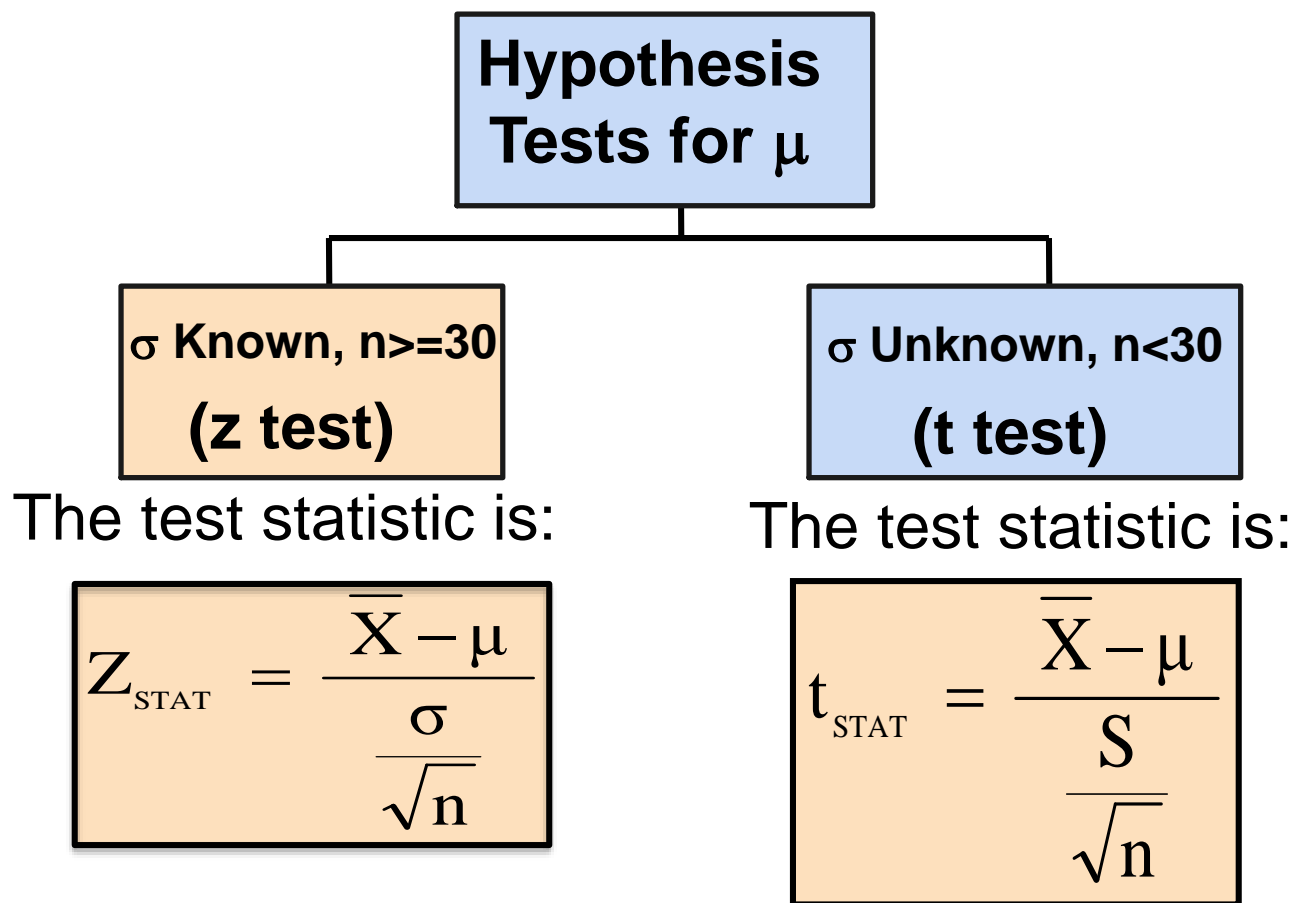 Hypothesis
Tests for μ
σ Known, n>=30
(z test)
The test statistic is:
Z_STAT = (X̄ − μ) / (σ / √n)
σ Unknown, n<30
(t test)
The test statistic is:
t_STAT = (X̄ − μ) / (S / √n)